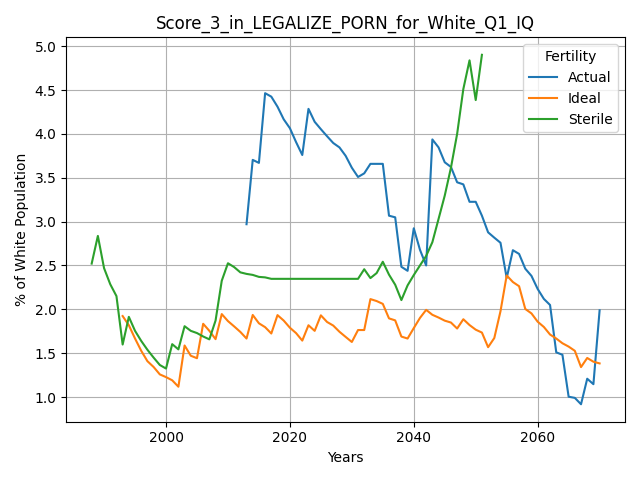 Score_3_in_LEGALIZE_PORN_for_White_Q1_IQ
Fertility
Actual
Ideal
Sterile
% of White Population
5.0
4.5
4.0
3.5
3.0
2.5
2.0
1.5
1.0
2000
2020
2040
2060
Years